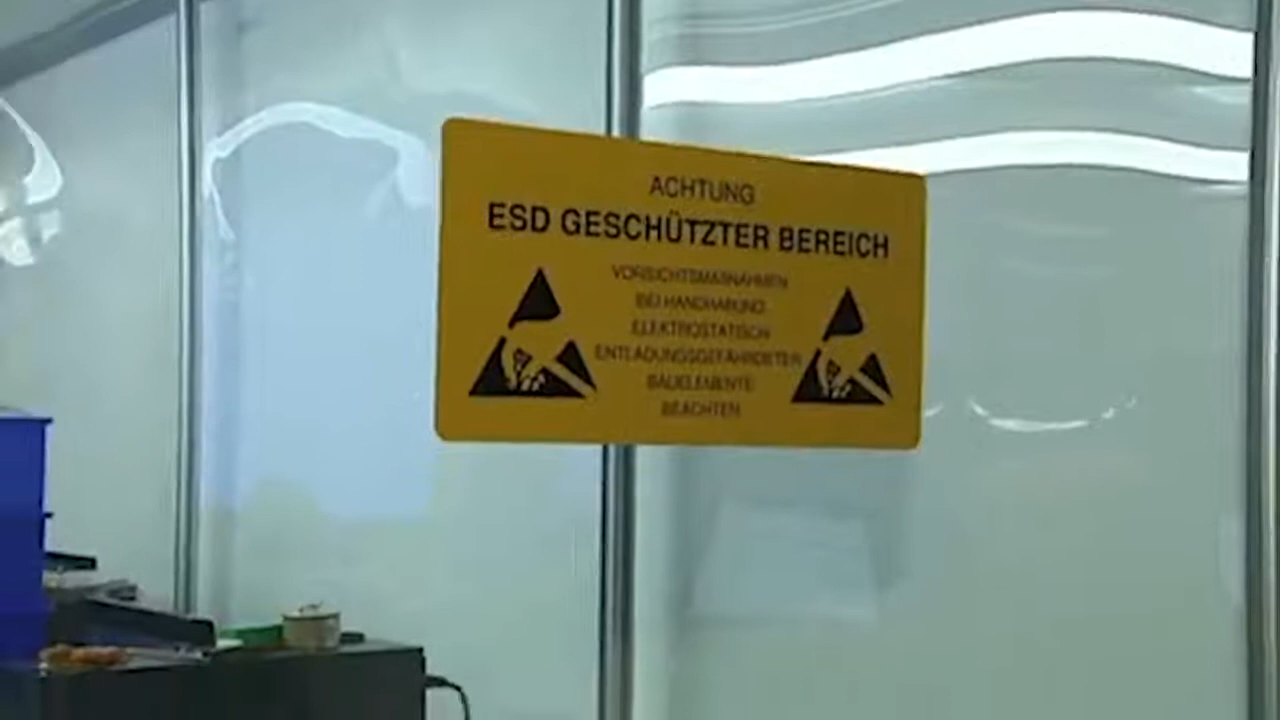 ACHTUNG
ESD GESCHÜTZTER BEREICH
VORSICHTSMAßNAHMEN
BEI HANDHABUNG
ELEKTROSTATISCH
ENTLADUNGSGEFÄHRDETER
BAUELEMENTE
BEACHTEN